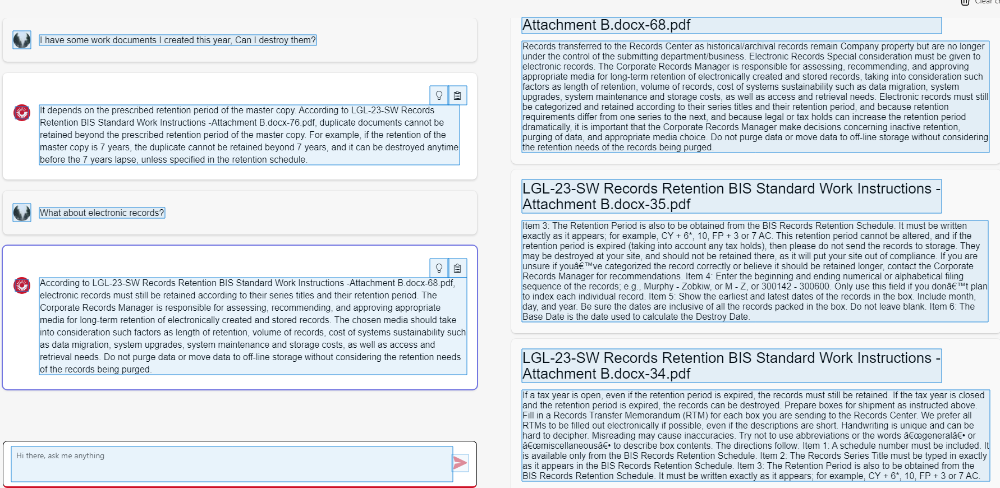 Clear
I have some work documents I created this year, Can I destroy them?
It depends on the prescribed retention period of the master copy. According to LGL-23-SW Records
Retention BIS Standard Work Instructions -Attachment B.docx-76.pdf, duplicate documents cannot be
retained beyond the prescribed retention period of the master copy. For example, if the retention of the
master copy is 7 years, the duplicate cannot be retained beyond 7 years, and it can be destroyed anytime
before the 7 years lapse, unless specified in the retention schedule.
What about electronic records?
According to LGL-23-SW Records Retention BIS Standard Work Instructions -Attachment B.docx-68.pdf,
electronic records must still be retained according to their series titles and their retention period. The
Corporate Records Manager is responsible for assessing, recommending, and approving appropriate
media for long-term retention of electronically created and stored records. The chosen media should take
into consideration such factors as length of retention, volume of records, cost of systems sustainability such
as data migration, system upgrades, system maintenance and storage costs, as well as access and
retrieval needs. Do not purge data or move data to off-line storage without considering the retention needs
of the records being purged.
Hi there, ask me anything
Attachment B.docx-68.pdf
Records transferred to the Records Center as historical/archival records remain Company property but are no longer
under the control of the submitting department/business. Electronic Records Special consideration must be given to
electronic records. The Corporate Records Manager is responsible for assessing, recommending, and approving
appropriate media for long-term retention of electronically created and stored records, taking into consideration such
factors as length of retention, volume of records, cost of systems sustainability such as data migration, system
upgrades, system maintenance and storage costs, as well as access and retrieval needs. Electronic records must still
be categorized and retained according to their series titles and their retention period, and because retention
requirements differ from one series to the next, and because legal or tax holds can increase the retention period
dramatically, it is important that the Corporate Records Manager make decisions concerning inactive retention,
purging of data, and appropriate media choice. Do not purge data or move data to off-line storage without considering
the retention needs of the records being purged.
LGL-23-SW Records Retention BIS Standard Work Instructions -
Attachment B.docx-35.pdf
Item 3: The Retention Period is also to be obtained from the BIS Records Retention Schedule. It must be written
exactly as it appears; for example, CY + 6*, 10, FP + 3 or 7 AC. This retention period cannot be altered, and if the
retention period is expired (taking into account any tax holds), then please do not send the records to storage. They
may be destroyed at your site, and should not be retained there, as it will put your site out of compliance. If you are
unsure if youâ€™ve categorized the record correctly or believe it should be retained longer, contact the Corporate
Records Manager for recommendations. Item 4: Enter the beginning and ending numerical or alphabetical filing
sequence of the records; e.g., Murphy - Zobkiw, or M - Z, or 300142 - 300600. Only use this field if you donâ€™t plan
to index each individual record. Item 5: Show the earliest and latest dates of the records in the box. Include month,
day, and year. Be sure the dates are inclusive of all the records packed in the box. Do not leave blank. Item 6: The
Base Date is the date used to calculate the Destroy Date.
LGL-23-SW Records Retention BIS Standard Work Instructions -
Attachment B.docx-34.pdf
If a tax year is open, even if the retention period is expired, the records must still be retained. If the tax year is closed
and the retention period is expired, the records can be destroyed. Prepare boxes for shipment as instructed above.
Fill in a Records Transfer Memorandum (RTM) for each box you are sending to the Records Center. We prefer all
RTMs to be filled out electronically if possible, even if the descriptions are short. Handwriting is unique and can be
hard to decipher. Misreading may cause inaccuracies. Try not to use abbreviations or the words â€œgeneralâ€• or
â€œmiscellaneousâ€• to describe box contents. The directions follow: Item 1: A schedule number must be included. It
is available only from the BIS Records Retention Schedule. Item 2: The Records Series Title must be typed in exactly
as it appears in the BIS Records Retention Schedule. Item 3: The Retention Period is also to be obtained from the
BIS Records Retention Schedule. It must be written exactly as it appears; for example, CY + 6*, 10, FP + 3 or 7 AC.